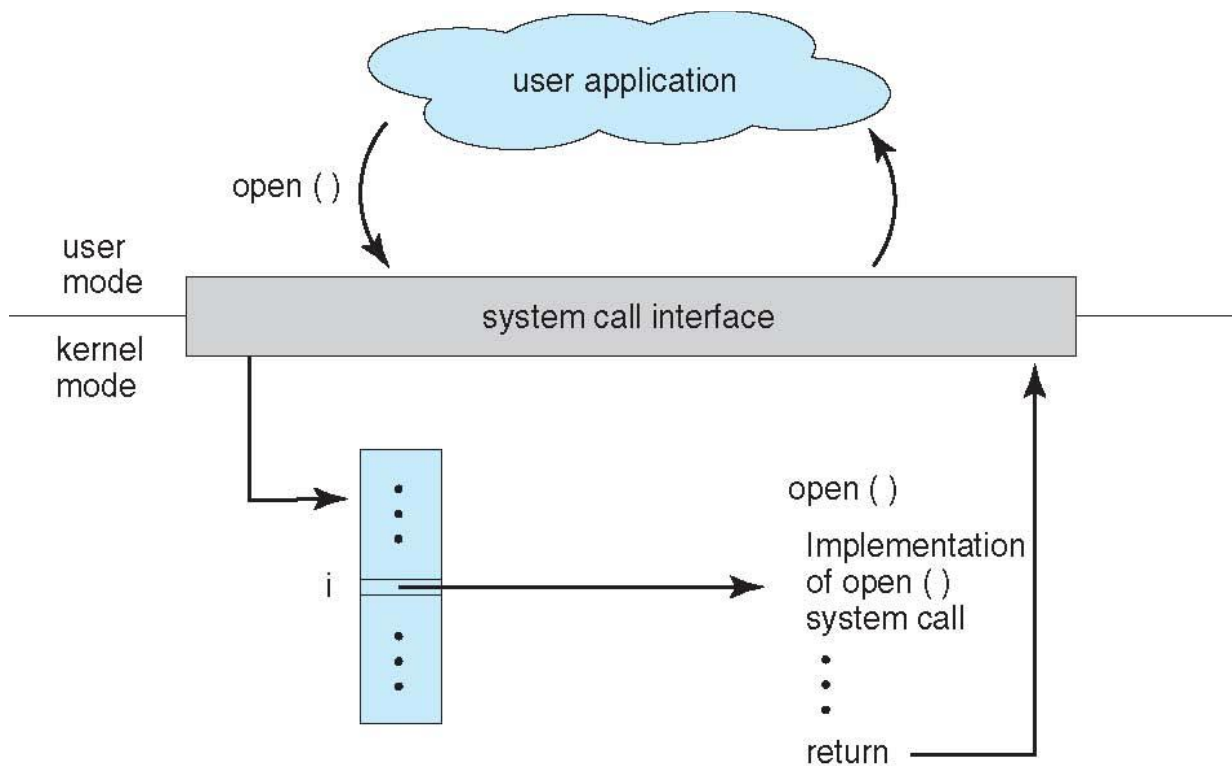 user application
open ( )
user
mode
system call interface
kernel
mode
open ( )
i
Implementation
of open ( )
system call
return